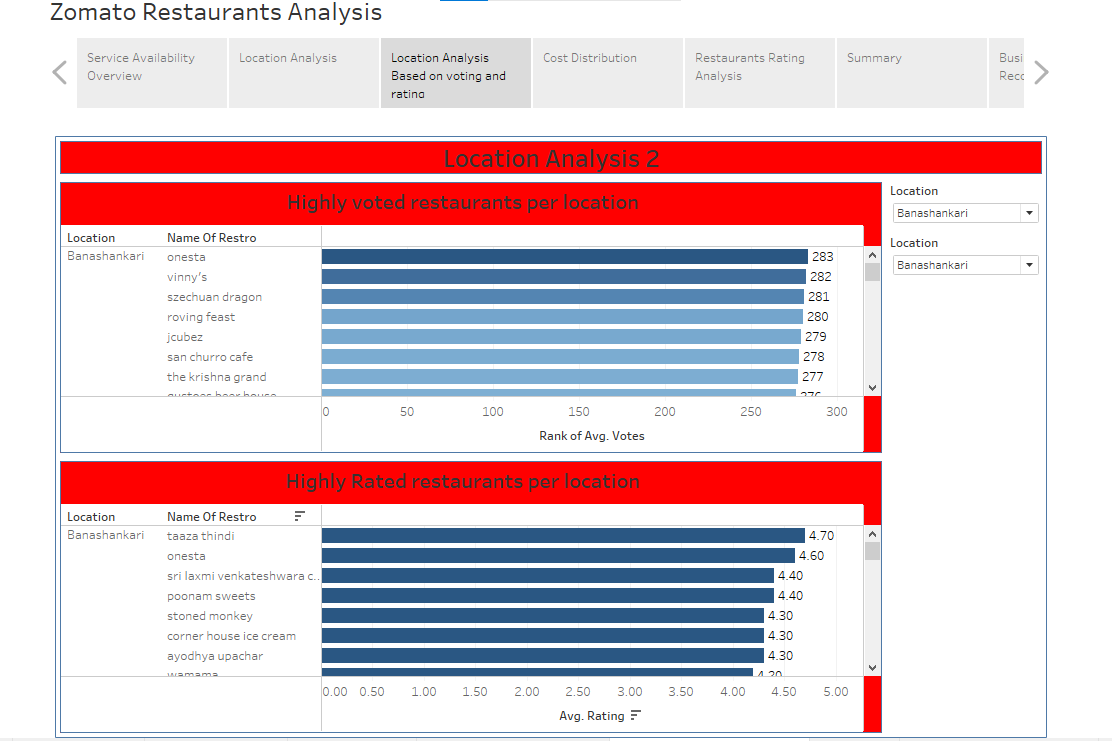 Zomato Restaurants Analysis
Service Availability
Overview
Location Analysis
Location Analysis
Based on voting and
rating
Cost Distribution
Restaurants Rating
Analysis
Summary
Busi
Reco
Location Analysis 2
Highly voted restaurants per location
Location Name Of Restro
Banashankari onesta 283
vinny's 282
szechuan dragon 281
roving feast 280
jcubez 279
san churro cafe 278
the krishna grand 277
gustoes beer house 276
0 50 100 150 200 250 300
Rank of Avg. Votes
Location
Banashankari
Location
Banashankari
Highly Rated restaurants per location
Location Name Of Restro
Banashankari taaza thindi 4.70
onesta 4.60
sri laxmi venkateshwara c.. 4.40
poonam sweets 4.40
stoned monkey 4.30
corner house ice cream 4.30
ayodhya upachar 4.30
wamama 4.20
0.00 0.50 1.00 1.50 2.00 2.50 3.00 3.50 4.00 4.50 5.00
Avg. Rating